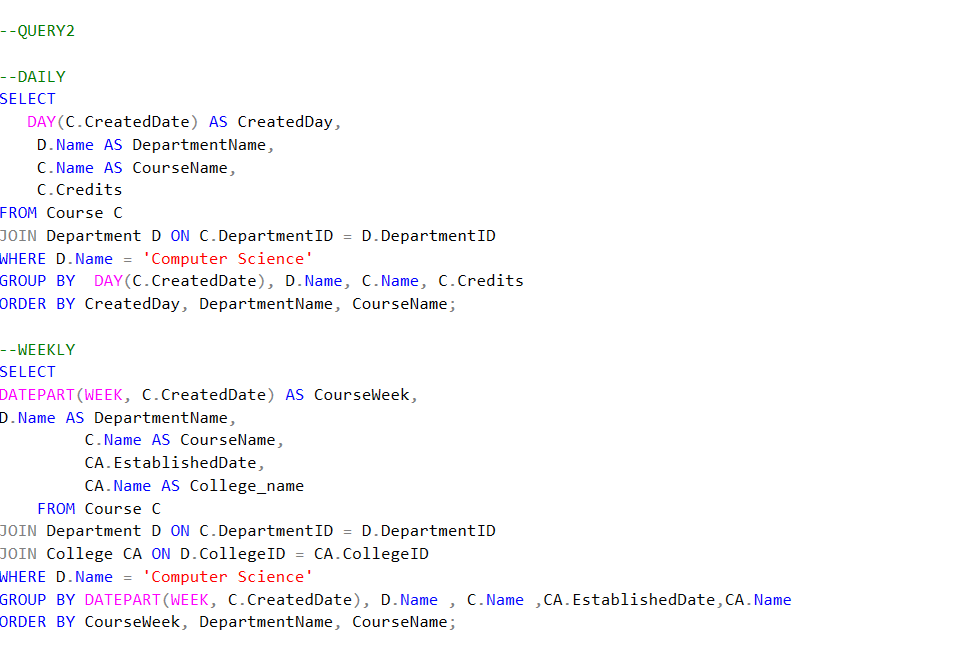 --QUERY2
--DAILY
SELECT
DAY(C.CreatedDate) AS CreatedDay,
D.Name AS DepartmentName,
C.Name AS CourseName,
C.Credits
FROM Course C
JOIN Department D ON C.DepartmentID = D.DepartmentID
WHERE D.Name = 'Computer Science'
GROUP BY  DAY(C.CreatedDate), D.Name, C.Name, C.Credits
ORDER BY CreatedDay, DepartmentName, CourseName;
--WEEKLY
SELECT
DATEPART(WEEK, C.CreatedDate) AS CourseWeek,
D.Name AS DepartmentName,
C.Name AS CourseName,
CA.EstablishedDate,
CA.Name AS College_name
FROM Course C
JOIN Department D ON C.DepartmentID = D.DepartmentID
JOIN College CA ON D.CollegeID = CA.CollegeID
WHERE D.Name = 'Computer Science'
GROUP BY DATEPART(WEEK, C.CreatedDate), D.Name , C.Name ,CA.EstablishedDate,CA.Name
ORDER BY CourseWeek, DepartmentName, CourseName;